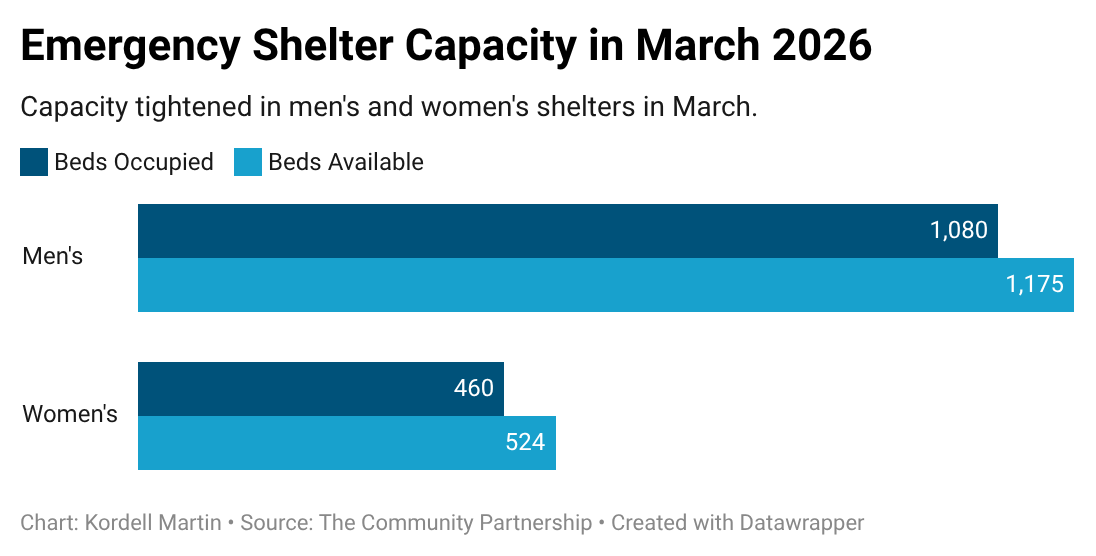 Emergency Shelter Capacity in March 2026
Capacity tightened in men's and women's shelters in March.
Beds Occupied Beds Available
Men's
1,080
1,175
Women's
460
524
Chart: Kordell Martin • Source: The Community Partnership • Created with Datawrapper